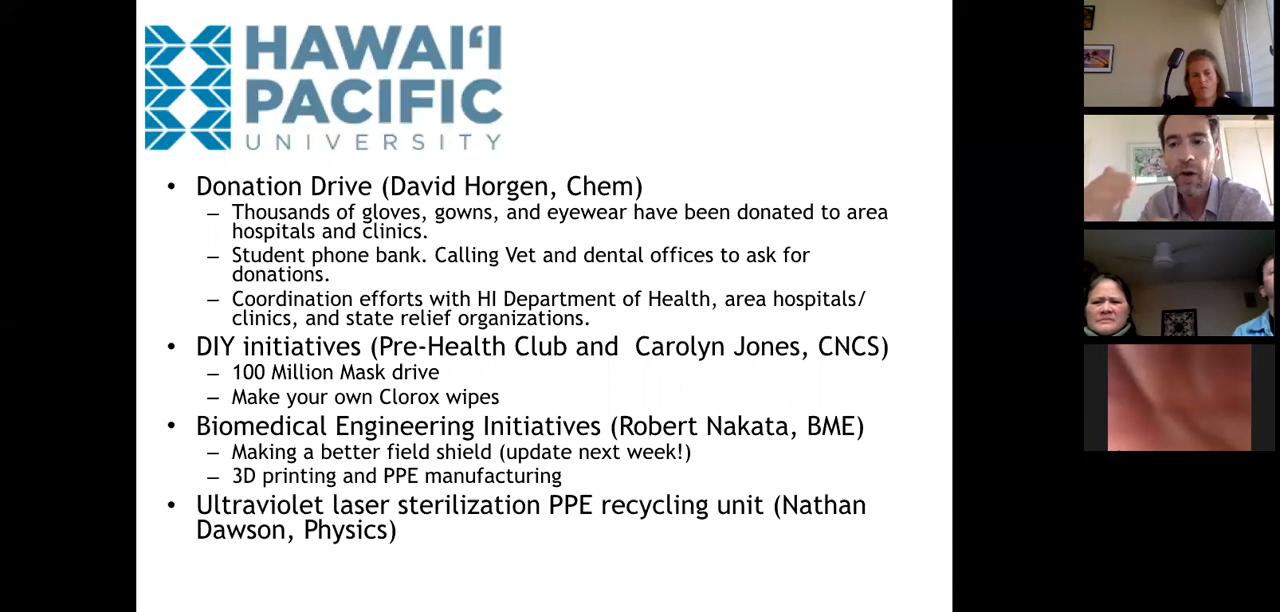 HAWAIʻI
PACIFIC
UNIVERSITY
• Donation Drive (David Horgen, Chem)
– Thousands of gloves, gowns, and eyewear have been donated to area
hospitals and clinics.
– Student phone bank. Calling Vet and dental offices to ask for
donations.
– Coordination efforts with HI Department of Health, area hospitals/
clinics, and state relief organizations.
• DIY initiatives (Pre-Health Club and  Carolyn Jones, CNCS)
– 100 Million Mask drive
– Make your own Clorox wipes
• Biomedical Engineering Initiatives (Robert Nakata, BME)
– Making a better field shield (update next week!)
– 3D printing and PPE manufacturing
• Ultraviolet laser sterilization PPE recycling unit (Nathan
Dawson, Physics)